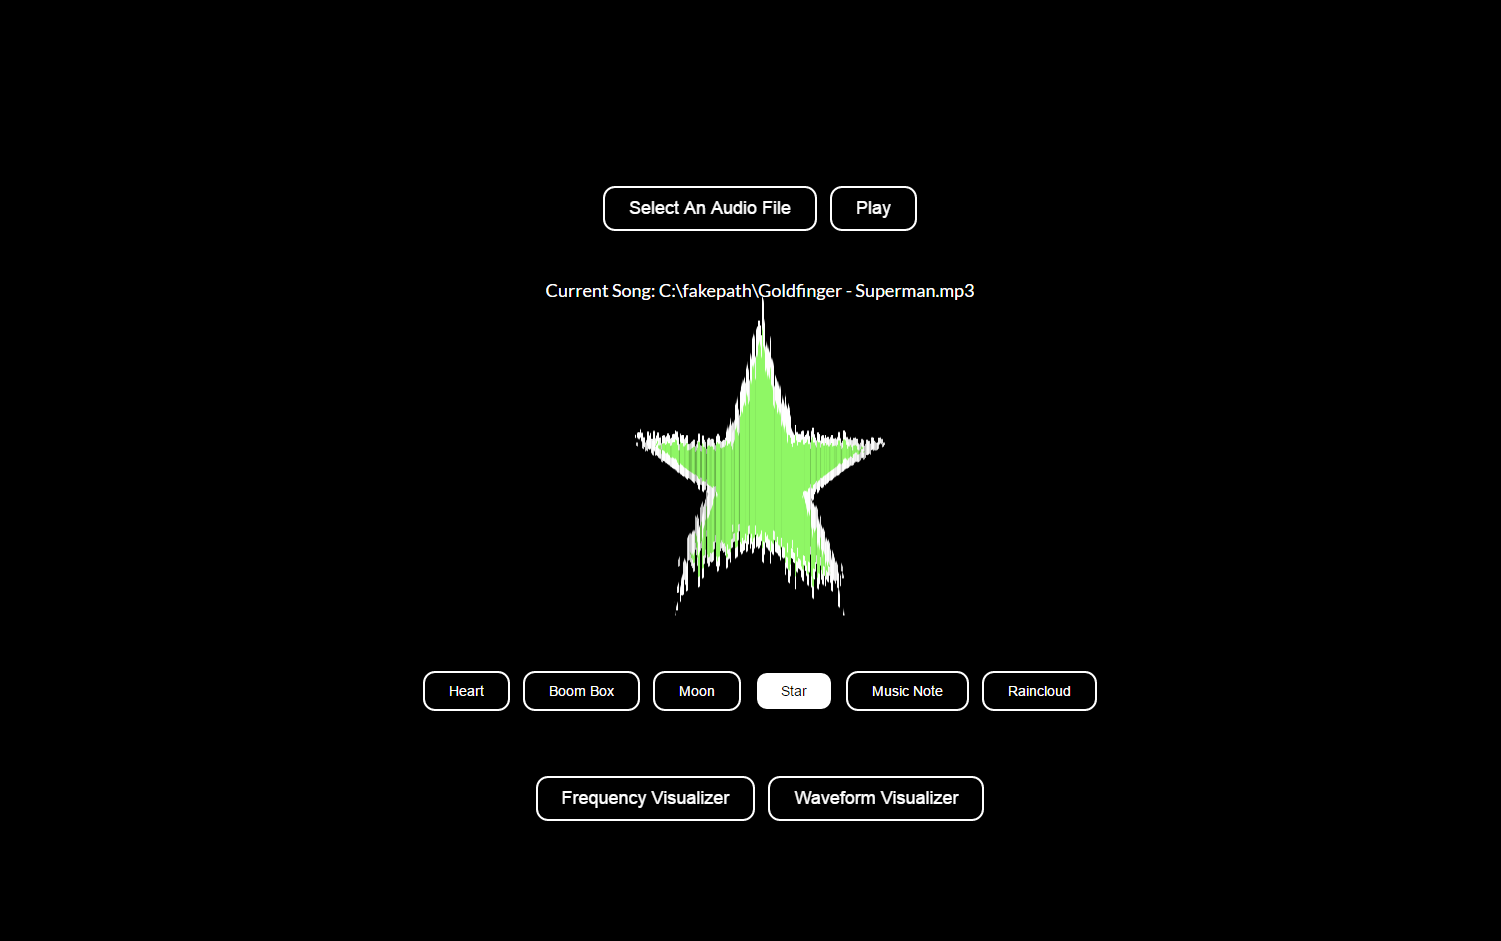 Select An Audio File Play
Current Song: C:\fakepath\Goldfinger - Superman.mp3
Heart Boom Box Moon Star Music Note Raincloud
Frequency Visualizer Waveform Visualizer